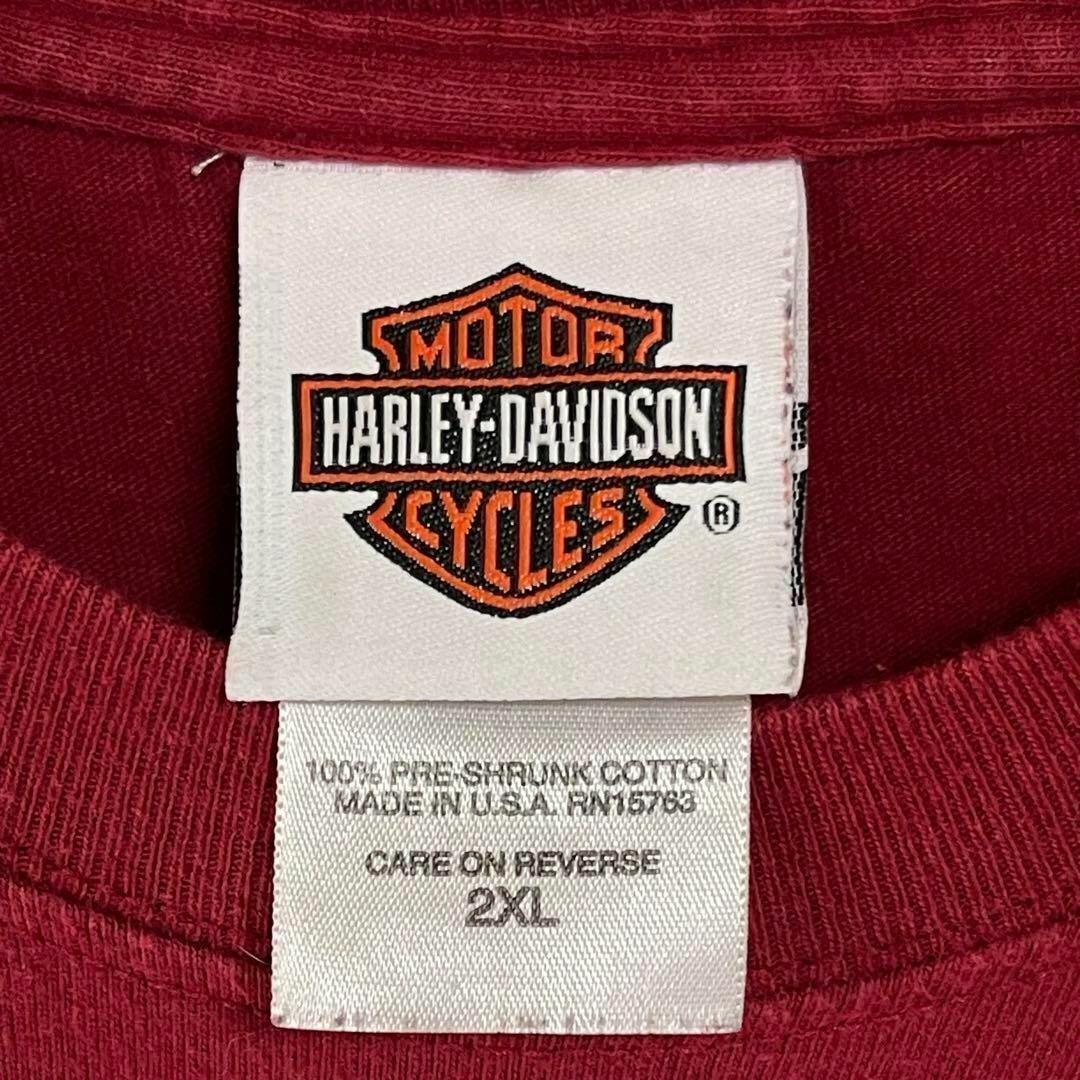 MOTOR
HARLEY-DAVIDSON
CYCLES
®
100% PRE-SHRUNK COTTON
MADE IN U.S.A. RN15763
CARE ON REVERSE
2XL